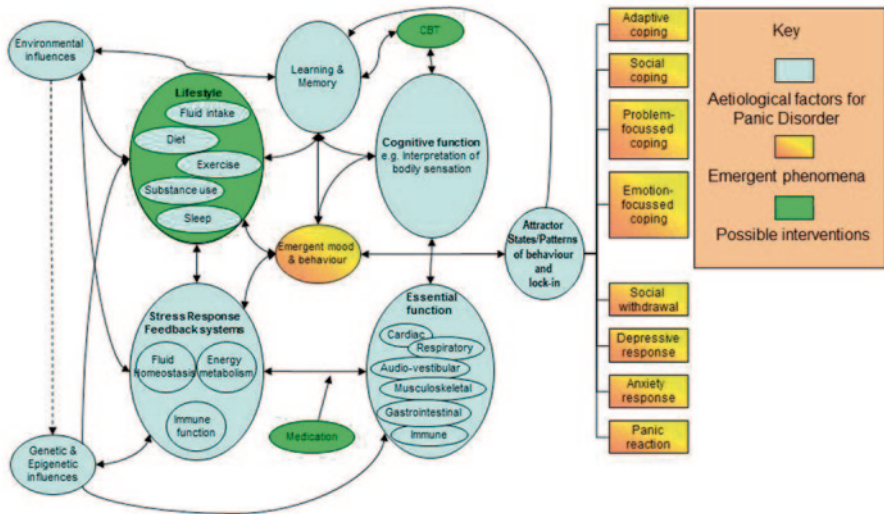 Environmental
influences
Learning &
Memory
CBT
Lifestyle
Fluid intake
Diet
Exercise
Substance use
Sleep
Cognitive function
e.g. Interpretation of
bodily sensation
Emergent mood
& behaviour
Attractor
States/Patterns
of behaviour
and
lock-in
Stress Response
Feedback systems
Fluid
Homeostasis
Energy
metabolism
Immune
function
Essential
function
Cardiac
Respiratory
Audio-vestibular
Musculoskeletal
Gastrointestinal
Immune
Medication
Genetic &
Epigenetic
influences
Adaptive
coping
Social
coping
Problem-
focussed
coping
Emotion-
focussed
coping
Social
withdrawal
Depressive
response
Anxiety
response
Panic
reaction
Key
Aetiological factors for
Panic Disorder
Emergent phenomena
Possible interventions